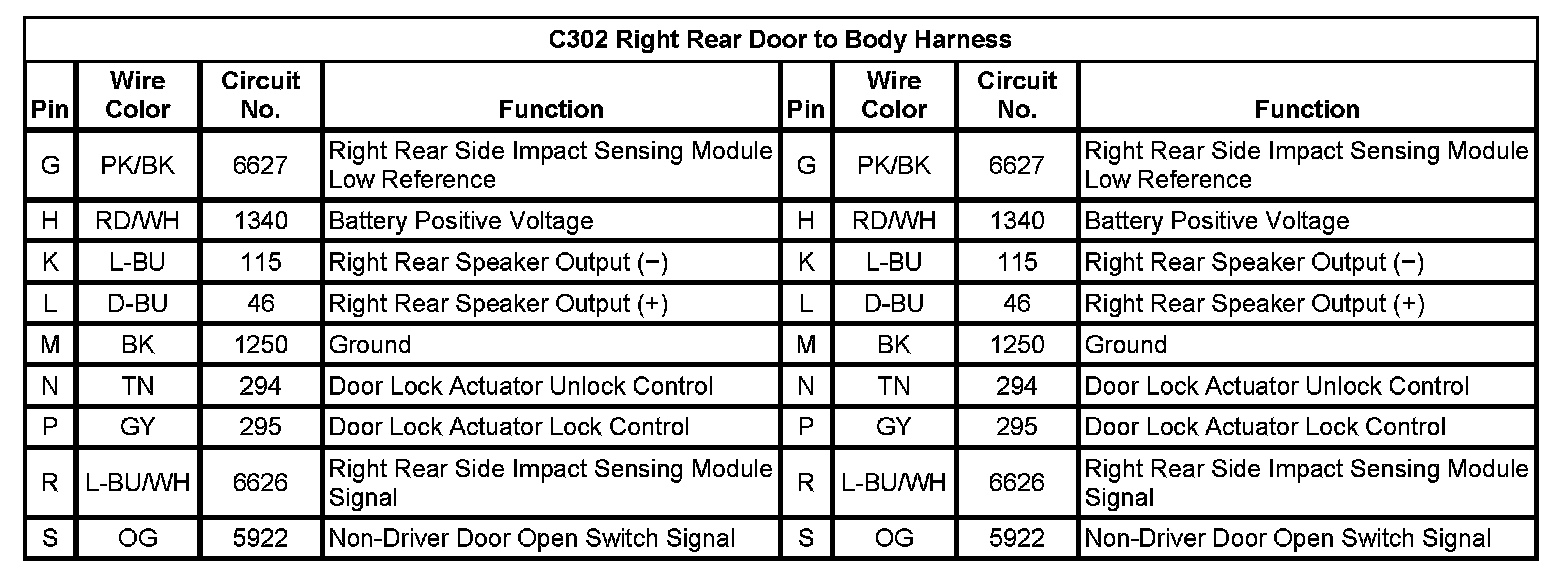 C302 Right Rear Door to Body Harness
Pin Wire Color Circuit No. Function Pin Wire Color Circuit No. Function
G PK/BK 6627 Right Rear Side Impact Sensing Module Low Reference G PK/BK 6627 Right Rear Side Impact Sensing Module Low Reference
H RD/WH 1340 Battery Positive Voltage H RD/WH 1340 Battery Positive Voltage
K L-BU 115 Right Rear Speaker Output (−) K L-BU 115 Right Rear Speaker Output (−)
L D-BU 46 Right Rear Speaker Output (+) L D-BU 46 Right Rear Speaker Output (+)
M BK 1250 Ground M BK 1250 Ground
N TN 294 Door Lock Actuator Unlock Control N TN 294 Door Lock Actuator Unlock Control
P GY 295 Door Lock Actuator Lock Control P GY 295 Door Lock Actuator Lock Control
R L-BU/WH 6626 Right Rear Side Impact Sensing Module Signal R L-BU/WH 6626 Right Rear Side Impact Sensing Module Signal
S OG 5922 Non-Driver Door Open Switch Signal S OG 5922 Non-Driver Door Open Switch Signal